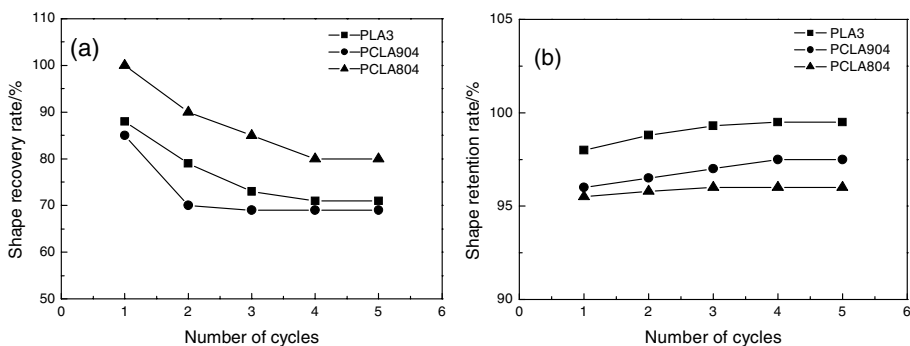 (a)
PLA3
PCLA904
PCLA804
Shape recovery rate/%
110
100
90
80
70
60
50
0 1 2 3 4 5 6
Number of cycles
(b)
PLA3
PCLA904
PCLA804
Shape retention rate/%
105
100
95
90
0 1 2 3 4 5 6
Number of cycles